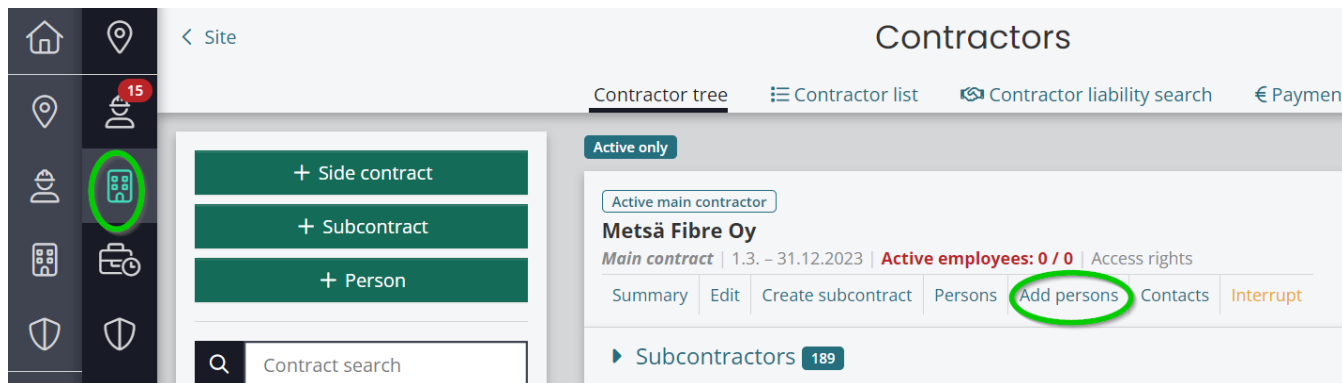 < Site
Contractors
15
Contractor tree
Contractor list
Contractor liability search
€ Paymen
Active only
+ Side contract
+ Subcontract
+ Person
Contract search
Active main contractor
Metsä Fibre Oy
Main contract | 1.3. – 31.12.2023 | Active employees: 0 / 0 | Access rights
Summary Edit Create subcontract Persons Add persons Contacts Interrupt
Subcontractors 189